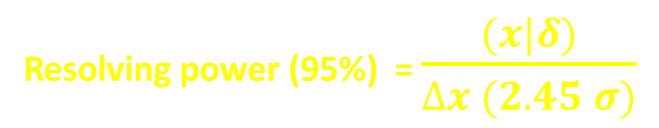 Resolving power (95%) = (x|δ) / Δx (2.45 σ)